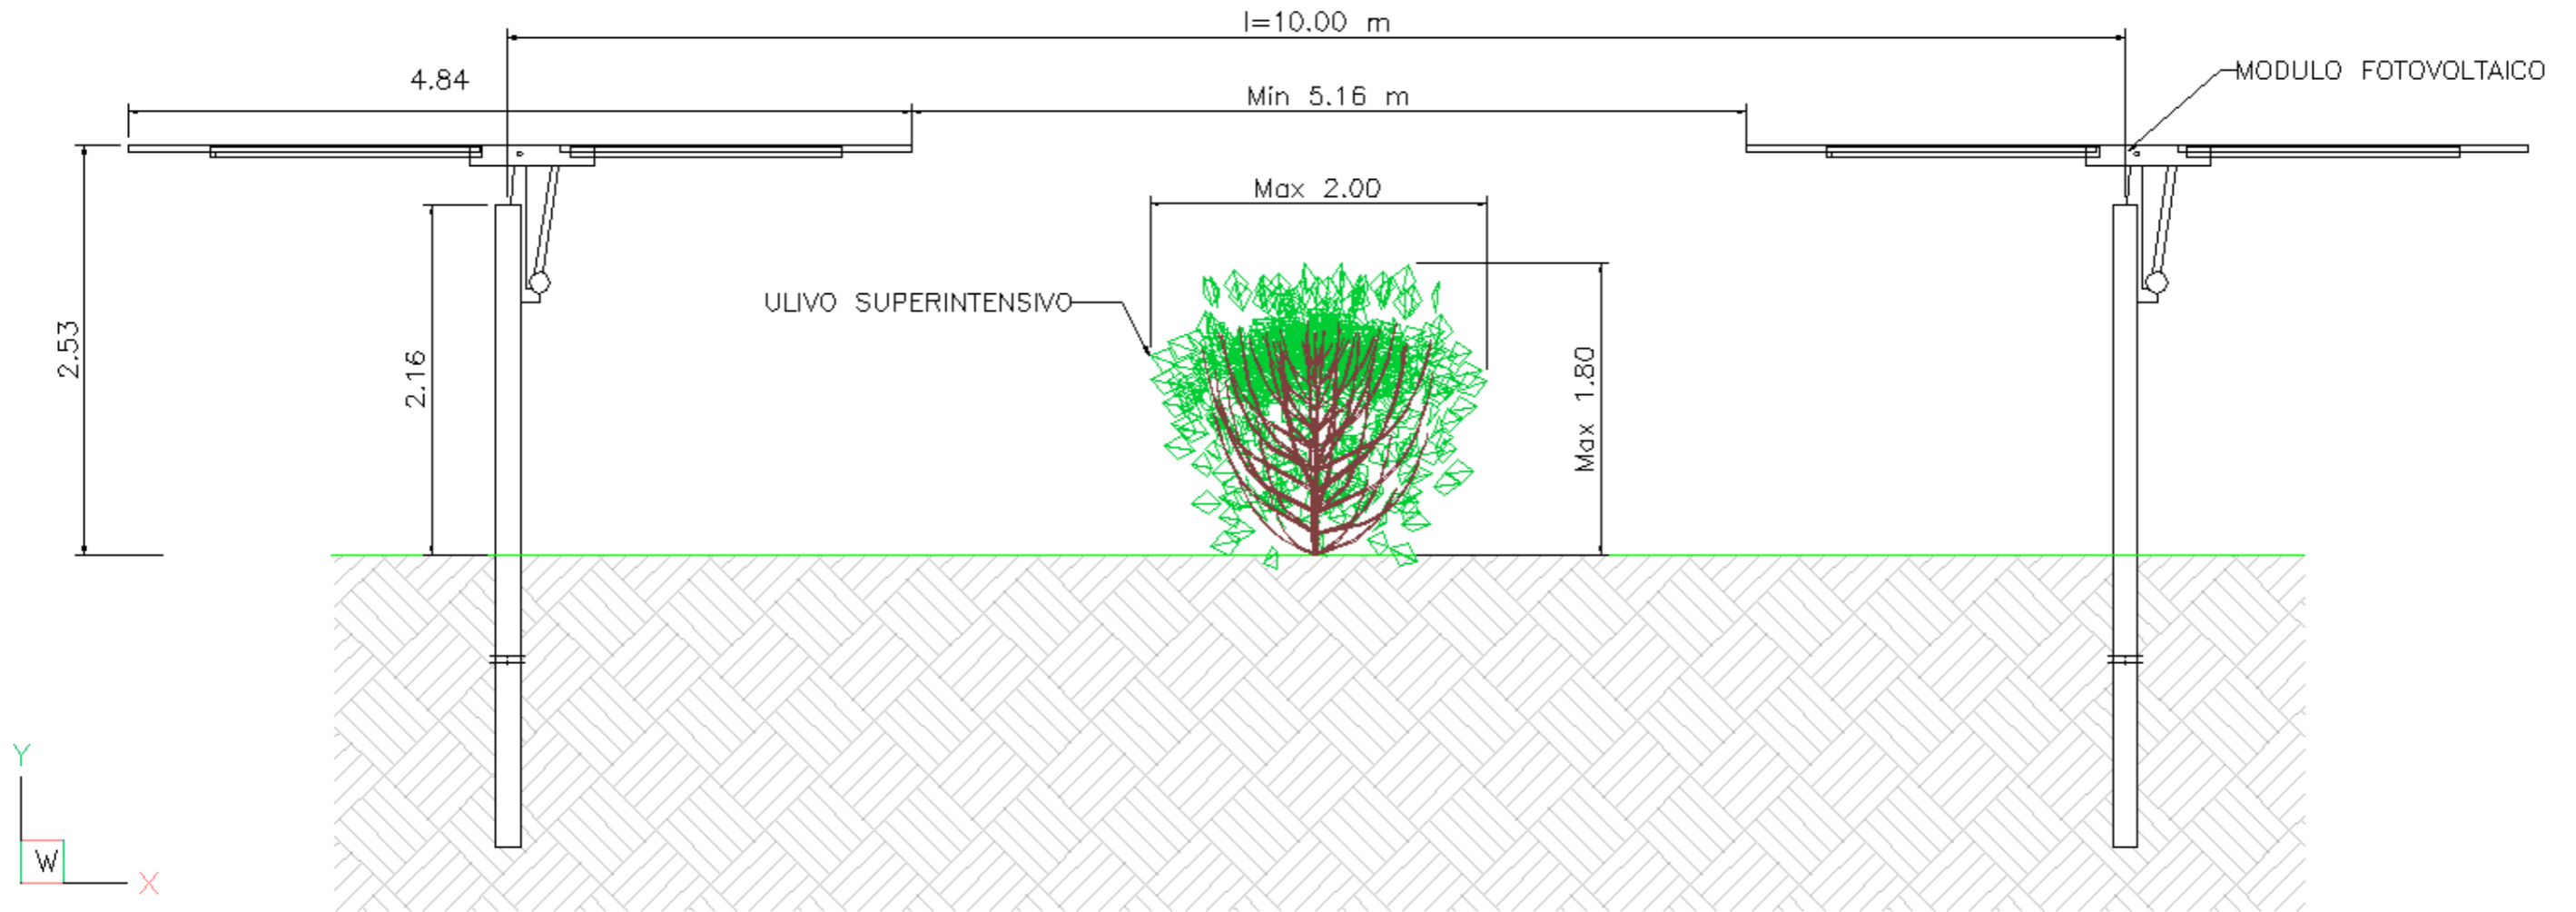 l=10.00 m
4.84
MODULO FOTOVOLTAICO
Min 5.16 m
Max 2.00
ULIVO SUPERINTENSIVO
2.53
2.16
Max 1.80
Y
W
X